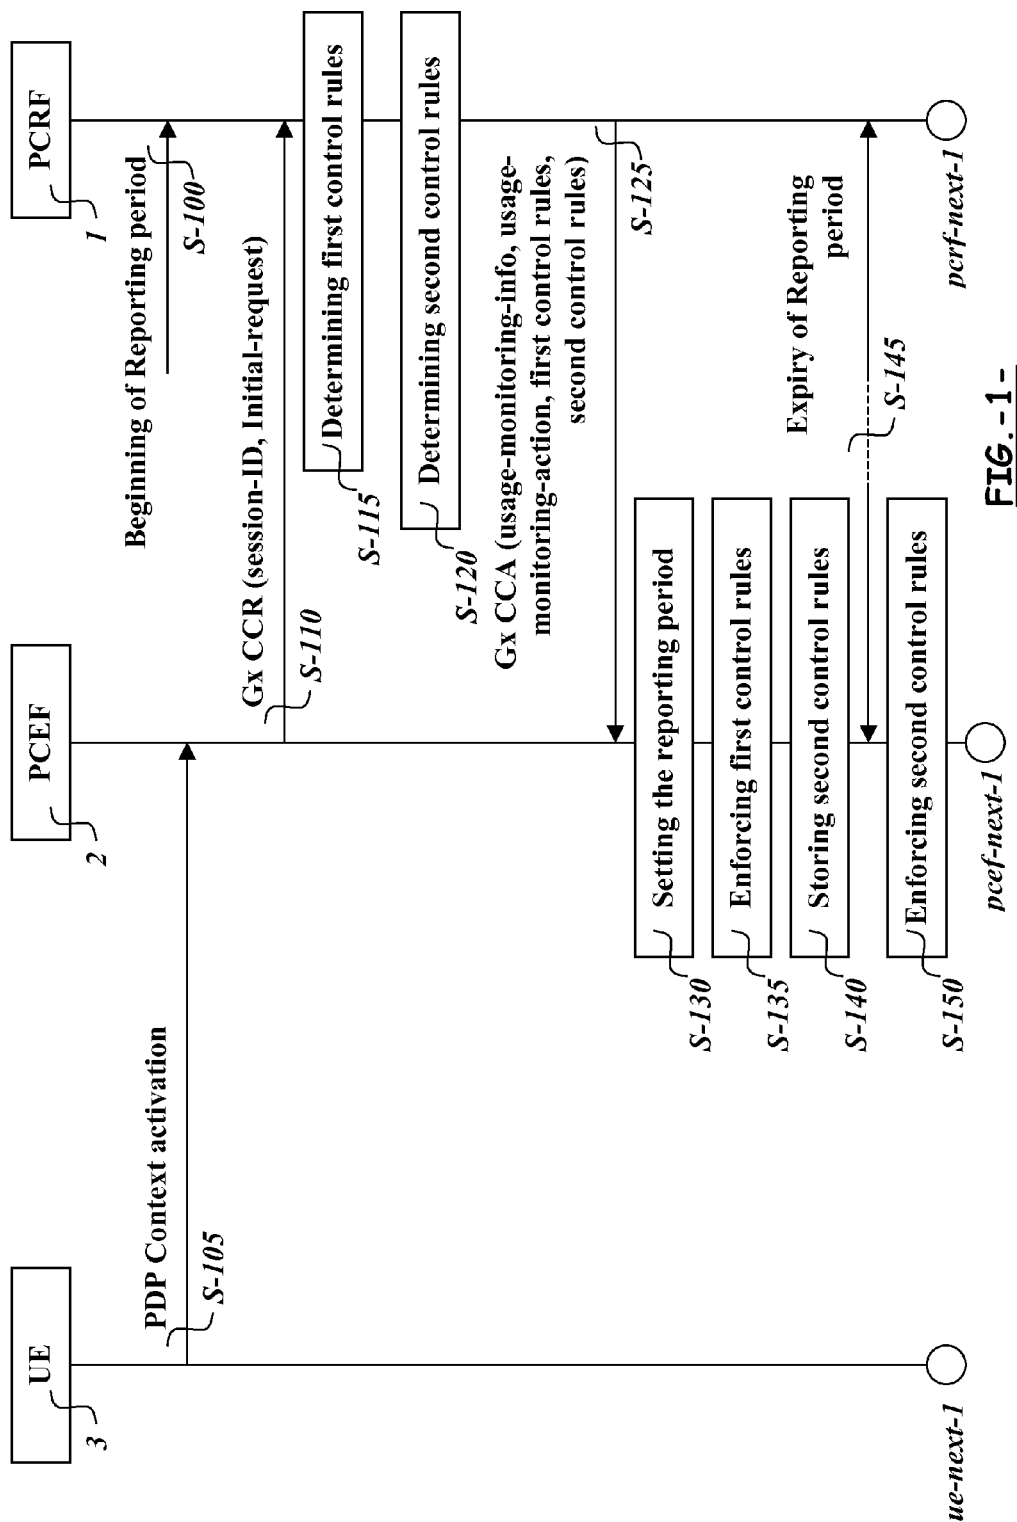 UE
3
PCEF
2
PCRF
1
Beginning of Reporting period
S-100
PDP Context activation
S-105
Gx CCR (session-ID, Initial-request)
S-110
Determining first control rules
S-115
Determining second control rules
S-120
Gx CCA (usage-monitoring-info, usage-
monitoring-action, first control rules,
second control rules)
S-125
Setting the reporting period
S-130
Enforcing first control rules
S-135
Storing second control rules
S-140
Expiry of Reporting
period
S-145
Enforcing second control rules
S-150
ue-next-1
pcef-next-1
pcrf-next-1
FIG.-1-